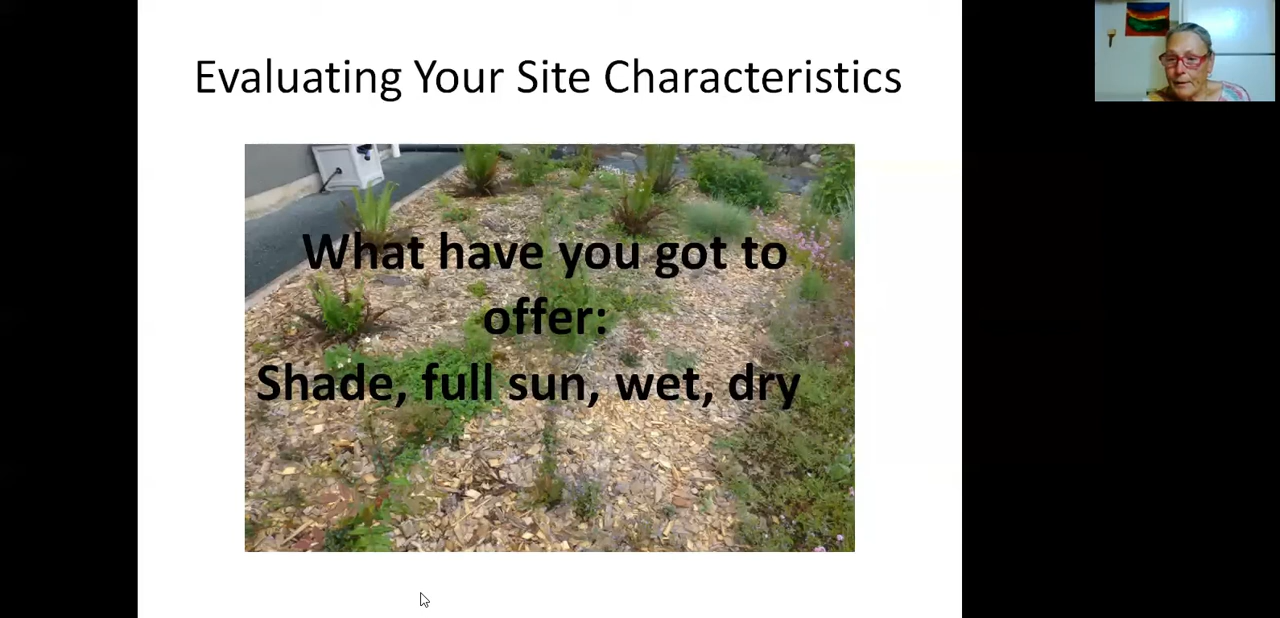 Evaluating Your Site Characteristics
What have you got to
offer:
Shade, full sun, wet, dry